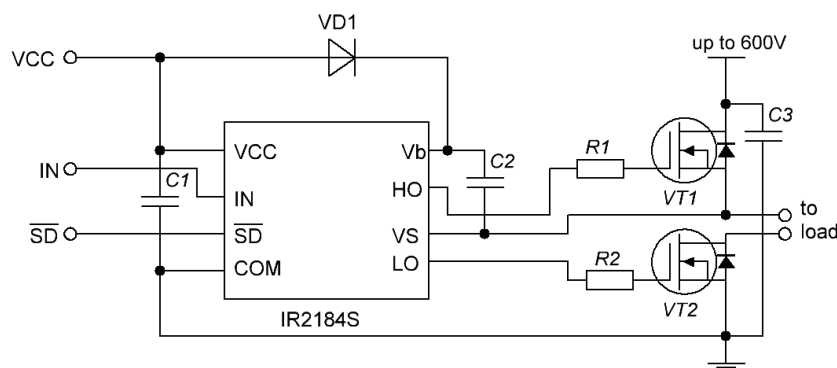 VD1
up to 600V
VCC
C3
VCC
Vb
R1
C2
IN
C1
IN
HO
VT1
to
SD
SD
VS
load
COM
LO
R2
IR2184S
VT2